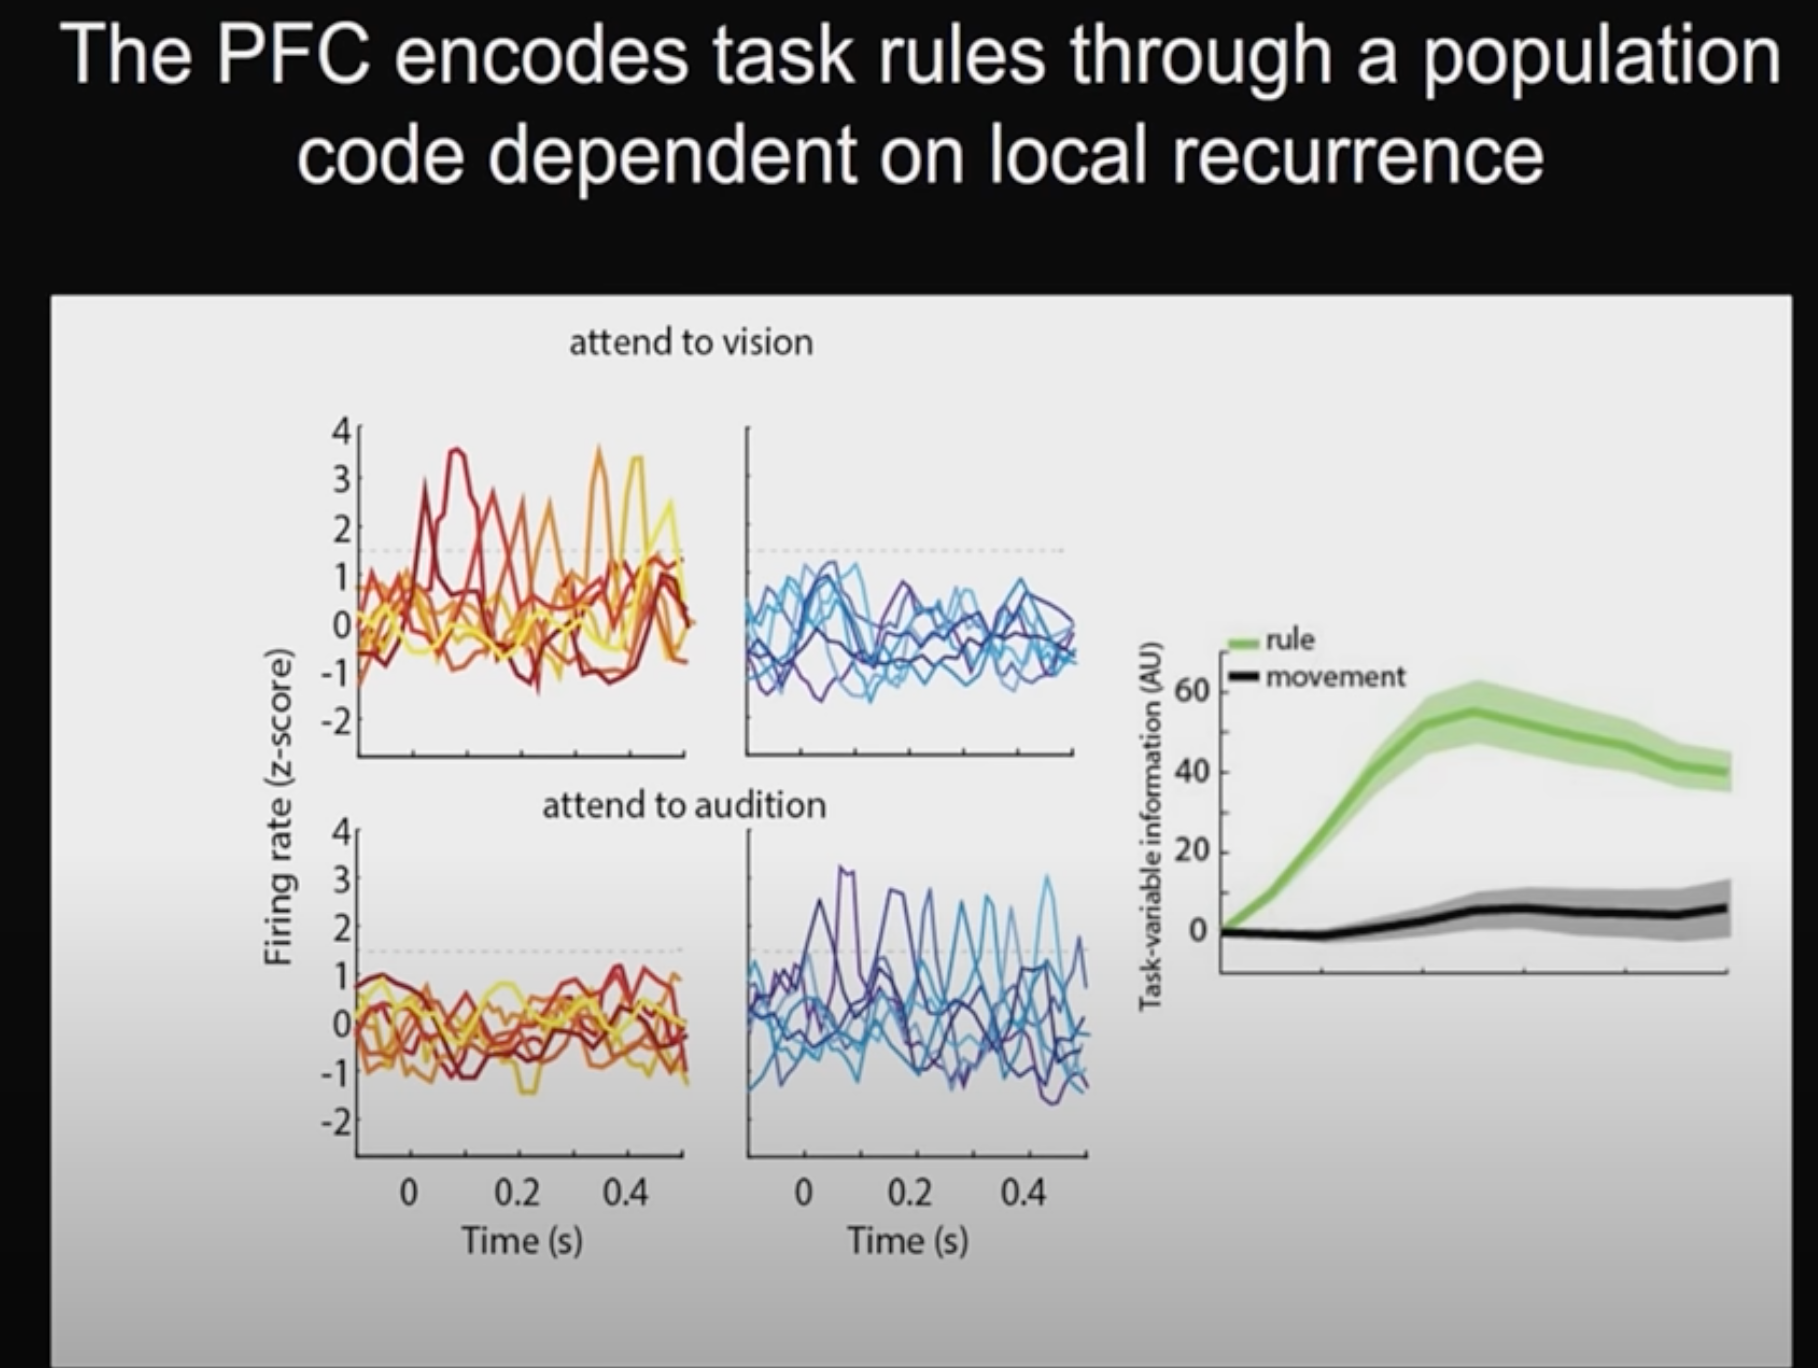 The PFC encodes task rules through a population
code dependent on local recurrence
attend to vision
4
3
2
1
0
-1
-2
attend to audition
4
3
2
1
0
-1
-2
Firing rate (z-score)
0 0.2 0.4
Time (s)
0 0.2 0.4
Time (s)
rule
movement
Task-variable information (AU)
60
40
20
0